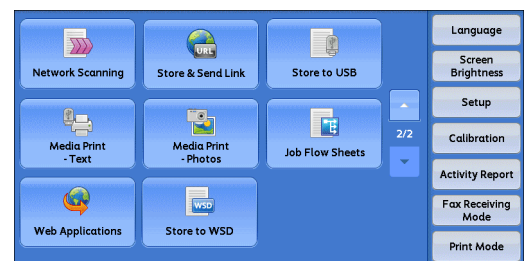 Network Scanning
URL
Store & Send Link
Store to USB
Media Print
- Text
Media Print
- Photos
Job Flow Sheets
Web Applications
WSD
Store to WSD
2/2
Language
Screen
Brightness
Setup
Calibration
Activity Report
Fax Receiving
Mode
Print Mode